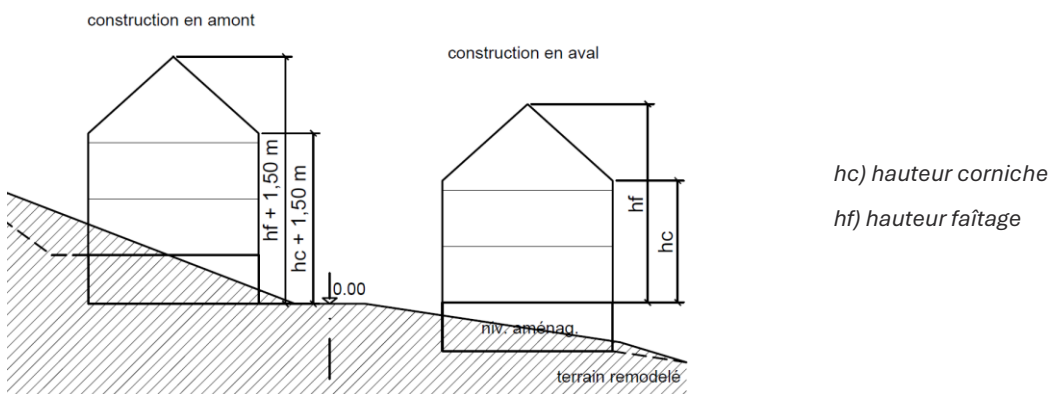 construction en amont
construction en aval
hf + 1,50 m
hc + 1,50 m
hf
hc
hc) hauteur corniche
hf) hauteur faîtage
0.00
niv. aménag.
terrain remodelé